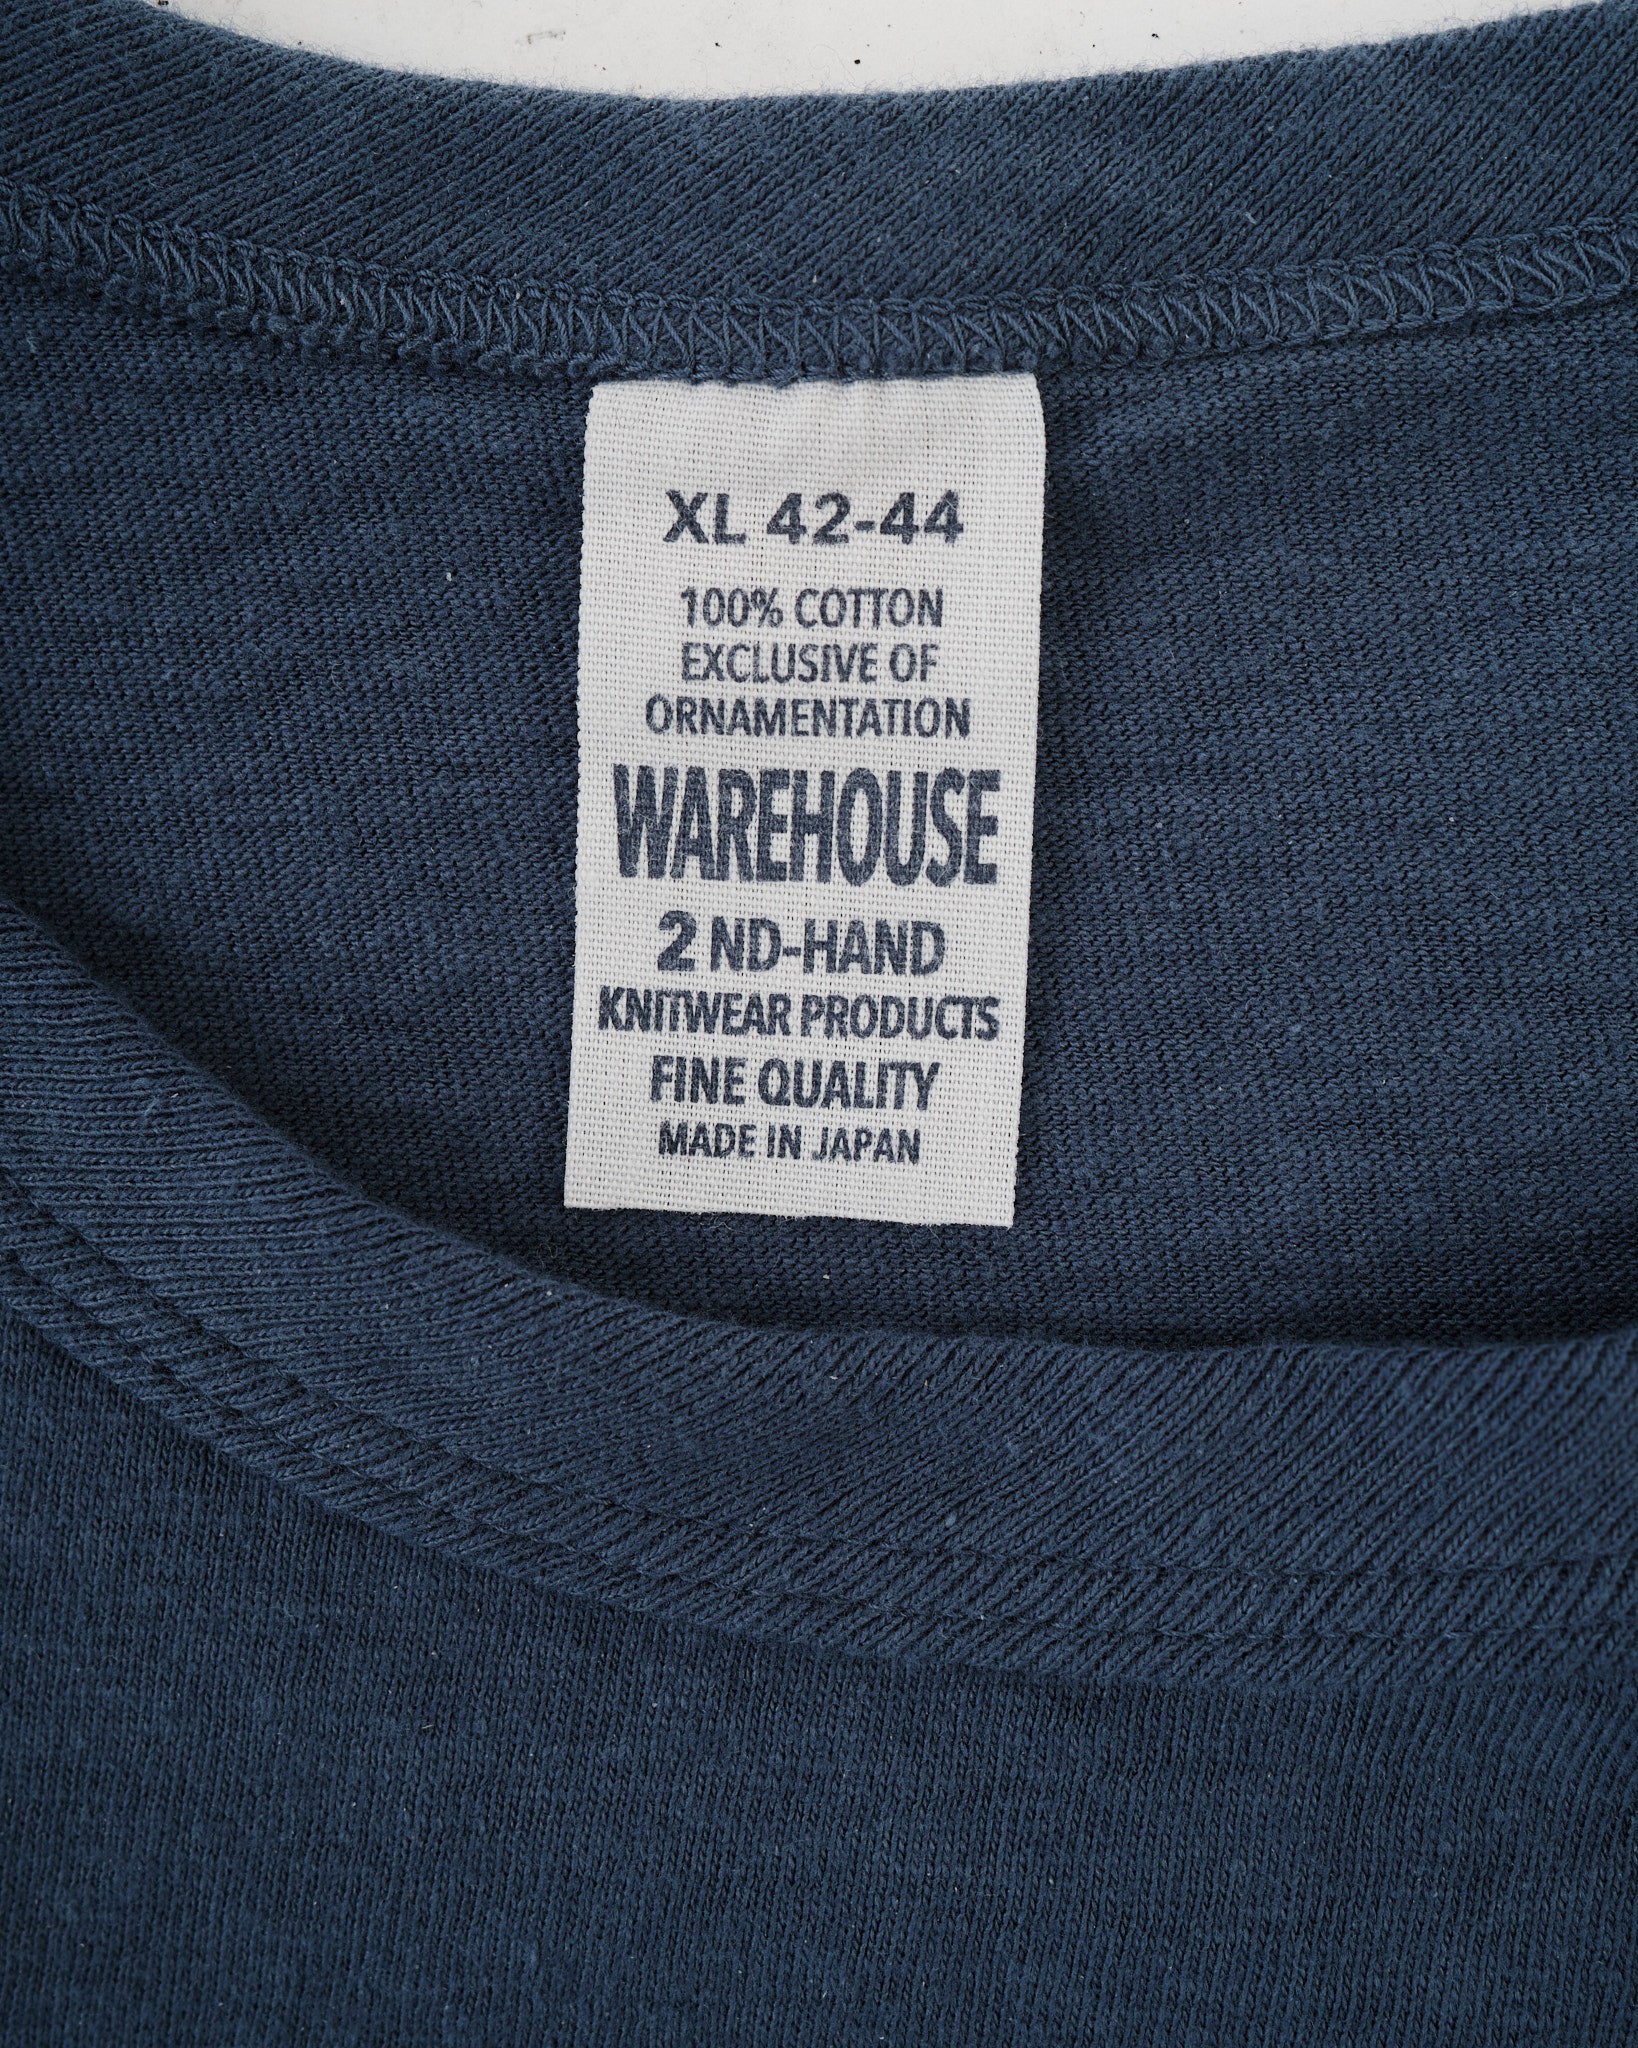 XL 42-44
100% COTTON
EXCLUSIVE OF
ORNAMENTATION
WAREHOUSE
2 ND-HAND
KNITWEAR PRODUCTS
FINE QUALITY
MADE IN JAPAN